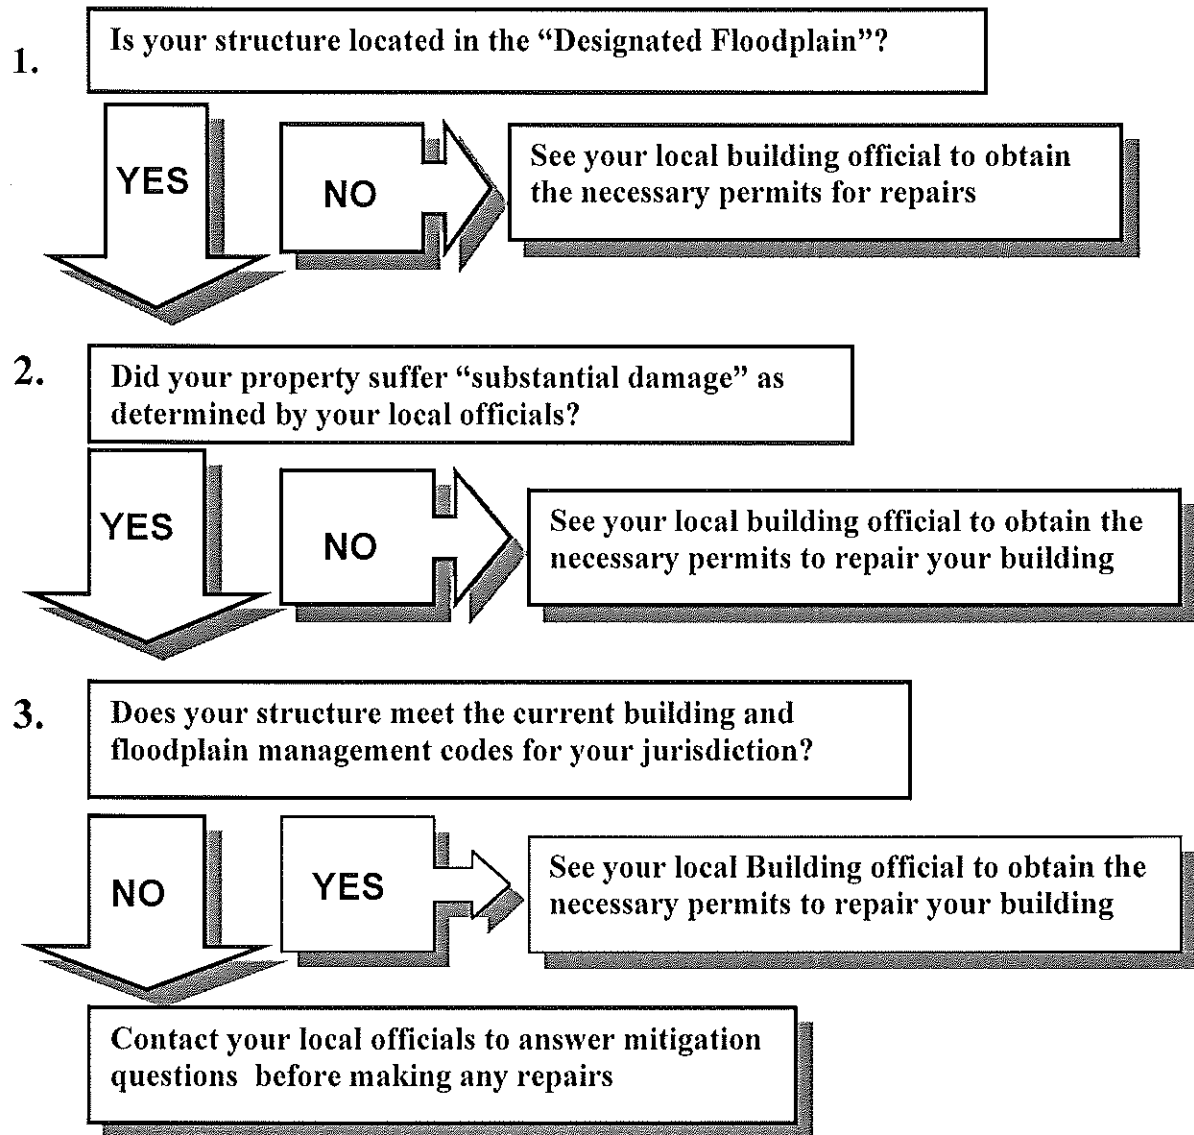 1.
Is your structure located in the “Designated Floodplain”?
YES
NO
See your local building official to obtain
the necessary permits for repairs
2.
Did your property suffer “substantial damage” as
determined by your local officials?
YES
NO
See your local building official to obtain the
necessary permits to repair your building
3.
Does your structure meet the current building and
floodplain management codes for your jurisdiction?
NO
YES
See your local Building official to obtain the
necessary permits to repair your building
Contact your local officials to answer mitigation
questions  before making any repairs